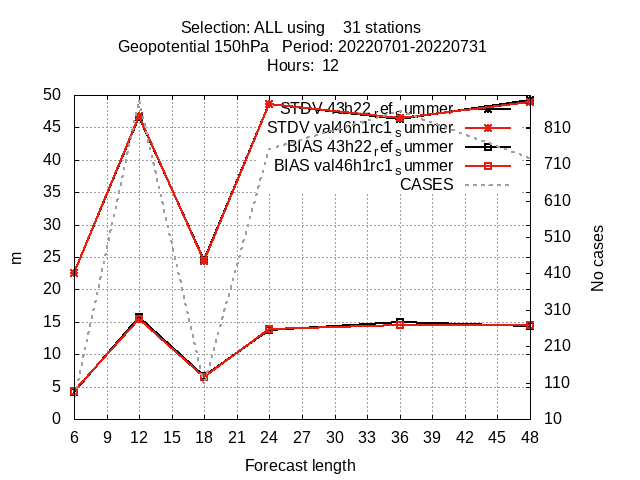 Selection: ALL using 31 stations
Geopotential 150hPa Period: 20220701-20220731
Hours: 12
STDV 43h22_ref_summer
STDV val46h1rc1_summer
BIAS 43h22_ref_summer
BIAS val46h1rc1_summer
CASES
50
45
40
35
30
25
20
15
10
5
0
m
810
710
610
510
410
310
210
110
10
No cases
6 9 12 15 18 21 24 27 30 33 36 39 42 45 48
Forecast length